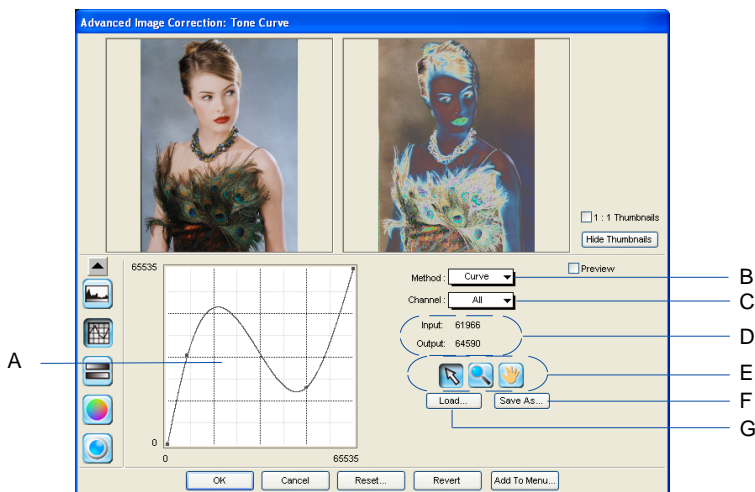 Advanced Image Correction: Tone Curve
1 : 1 Thumbnails
Hide Thumbnails
65535
Method :
Curve
Preview
B
Channel :
All
C
Input: 61966
D
Output: 64590
A
E
Load...
Save As...
F
G
0
0
65535
OK
Cancel
Reset...
Revert
Add To Menu...